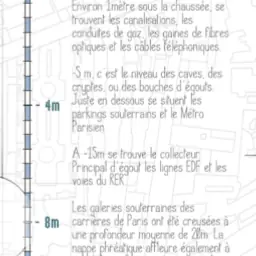 Environ 1mètre sous la chaussée, se
trouvent les canalisations, les
conduites de gaz, les gaines de fibres
optiques et les câbles téléphoniques.
-5 m, c'est le niveau des caves, des
cryptes, ou des bouches d'égouts.
4m
Juste en dessous se situent les
parkings souterrains et le Métro
Parisien
A -15m se trouve le collecteur
Principal d'égout les lignes EDF et les
voies du RER.
Les galeries souterraines des
8m
carrières de Paris ont été creusées à
une profondeur moyenne de 20m. La
nappe phréatique affleure également à